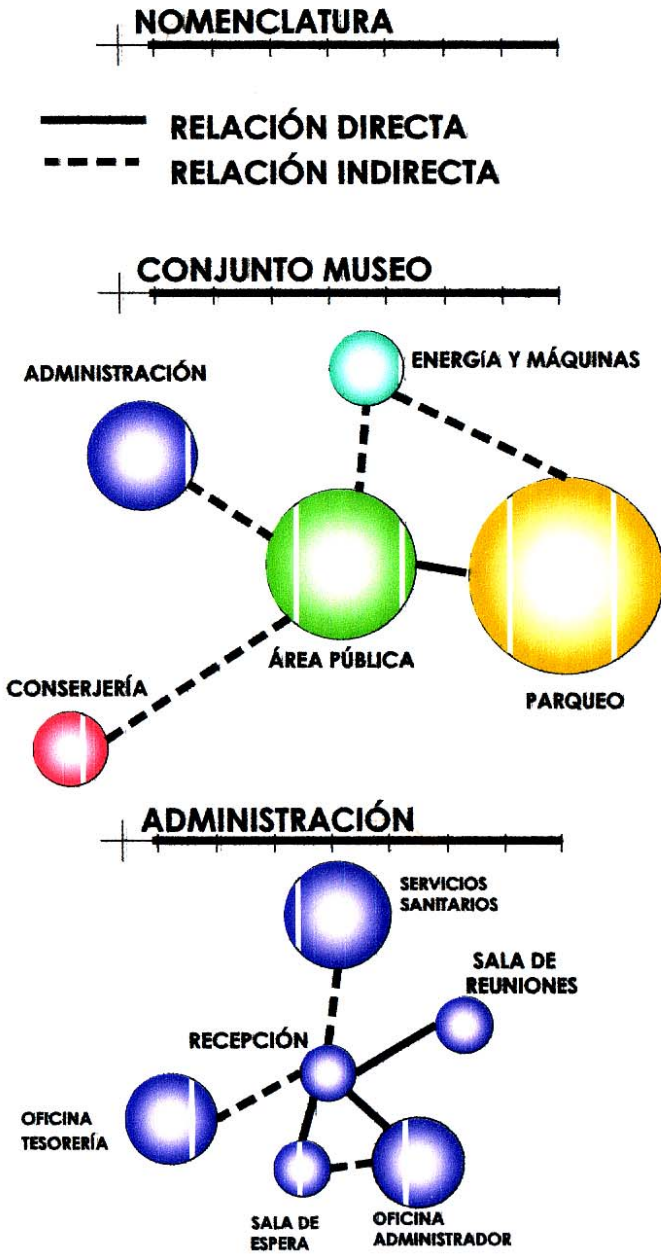 NOMENCLATURA
RELACIÓN DIRECTA
RELACIÓN INDIRECTA
CONJUNTO MUSEO
ENERGÍA Y MÁQUINAS
ADMINISTRACIÓN
ÁREA PÚBLICA
CONSERJERÍA
PARQUEO
ADMINISTRACIÓN
SERVICIOS
SANITARIOS
SALA DE
REUNIONES
RECEPCIÓN
OFICINA
TESORERÍA
SALA DE
ESPERA
OFICINA
ADMINISTRADOR